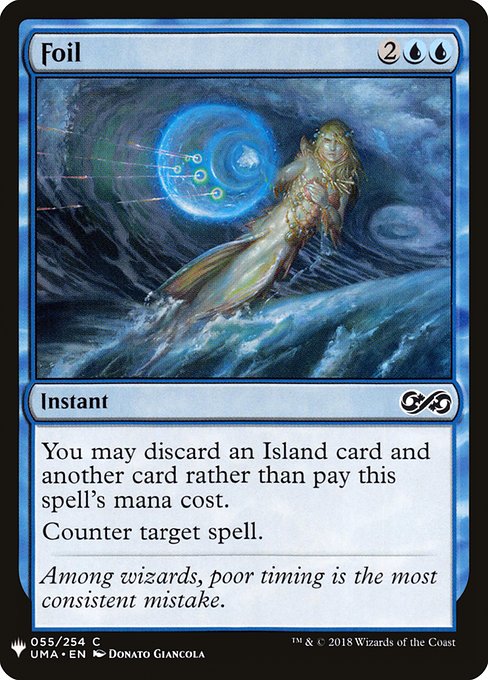 Foil 2
Instant
You may discard an Island card and
another card rather than pay this
spell's mana cost.
Counter target spell.
Among wizards, poor timing is the most
consistent mistake.
055/254 C
UMA • EN Donato Giancola
™ & © 2018 Wizards of the Coast